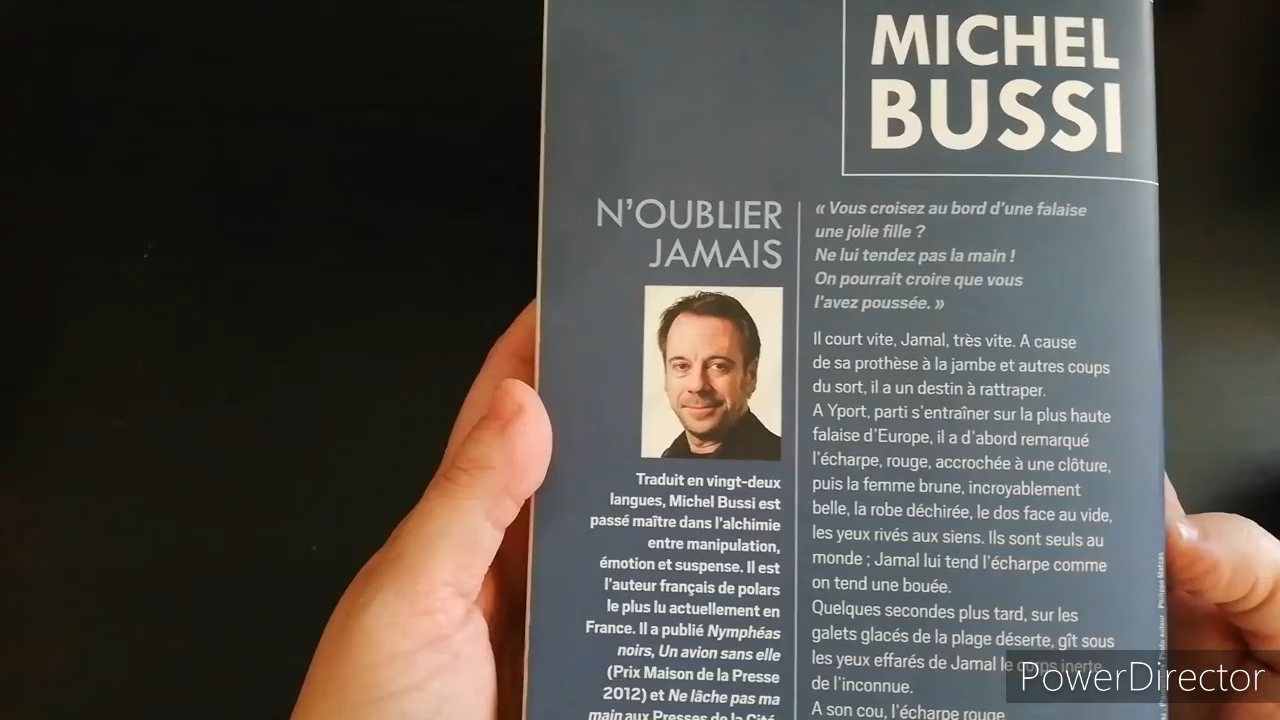 MICHEL
BUSSI
N'OUBLIER
JAMAIS
Traduit en vingt-deux
langues, Michel Bussi est
passé maître dans l'alchimie
entre manipulation,
émotion et suspense. Il est
l'auteur français de polars
le plus lu actuellement en
France. Il a publié Nymphéas
noirs, Un avion sans elle
(Prix Maison de la Presse
2012) et Ne lâche pas ma
main aux Presses de la Cité.
« Vous croisez au bord d'une falaise
une jolie fille ?
Ne lui tendez pas la main !
On pourrait croire que vous
l'avez poussée. »
Il court vite, Jamal, très vite. A cause
de sa prothèse à la jambe et autres coups
du sort, il a un destin à rattraper.
A Yport, parti s'entraîner sur la plus haute
falaise d'Europe, il a d'abord remarqué
l'écharpe, rouge, accrochée à une clôture,
puis la femme brune, incroyablement
belle, la robe déchirée, le dos face au vide,
les yeux rivés aux siens. Ils sont seuls au
monde ; Jamal lui tend l'écharpe comme
on tend une bouée.
Quelques secondes plus tard, sur les
galets glacés de la plage déserte, gît sous
les yeux effarés de Jamal le corps inerte
de l'inconnue.
A son cou, l'écharpe rouge
Photo auteur : Philippe Matsas
PowerDirector